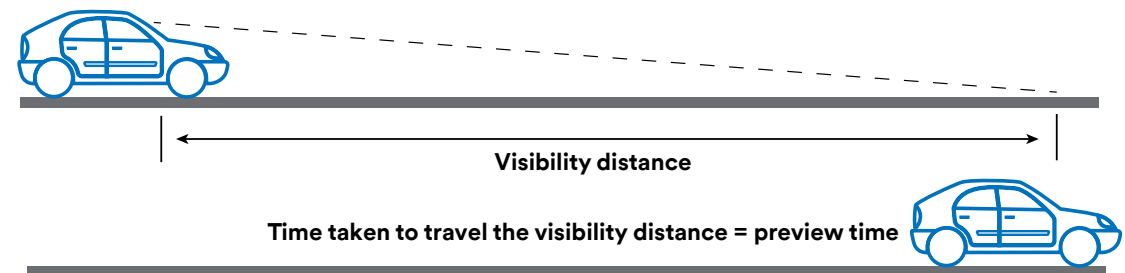 Visibility distance
Time taken to travel the visibility distance = preview time